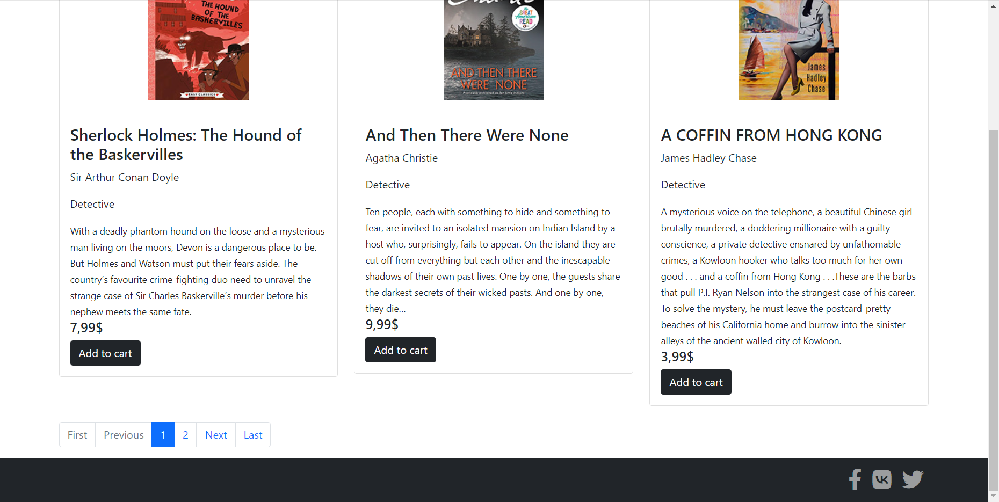 THE HOUND
OF THE
BASKERVILLES
EASY CLASSICS
Sherlock Holmes: The Hound of
the Baskervilles
Sir Arthur Conan Doyle
Detective
With a deadly phantom hound on the loose and a mysterious
man living on the moors, Devon is a dangerous place to be.
But Holmes and Watson must put their fears aside. The
country’s favourite crime-fighting duo need to unravel the
strange case of Sir Charles Baskerville’s murder before his
nephew meets the same fate.
7,99$
Add to cart
The
GREAT
American
READ
AND THEN THERE
WERE NONE
Previously published as Ten Little Indians
And Then There Were None
Agatha Christie
Detective
Ten people, each with something to hide and something to
fear, are invited to an isolated mansion on Indian Island by a
host who, surprisingly, fails to appear. On the island they are
cut off from everything but each other and the inescapable
shadows of their own past lives. One by one, the guests share
the darkest secrets of their wicked pasts. And one by one,
they die...
9,99$
Add to cart
James
Hadley
Chase
A COFFIN FROM HONG KONG
James Hadley Chase
Detective
A mysterious voice on the telephone, a beautiful Chinese girl
brutally murdered, a doddering millionaire with a guilty
conscience, a private detective ensnared by unfathomable
crimes, a Kowloon hooker who talks too much for her own
good . . . and a coffin from Hong Kong . . .These are the barbs
that pull P.I. Ryan Nelson into the strangest case of his career.
To solve the mystery, he must leave the postcard-pretty
beaches of his California home and burrow into the sinister
alleys of the ancient walled city of Kowloon.
3,99$
Add to cart
First Previous 1 2 Next Last